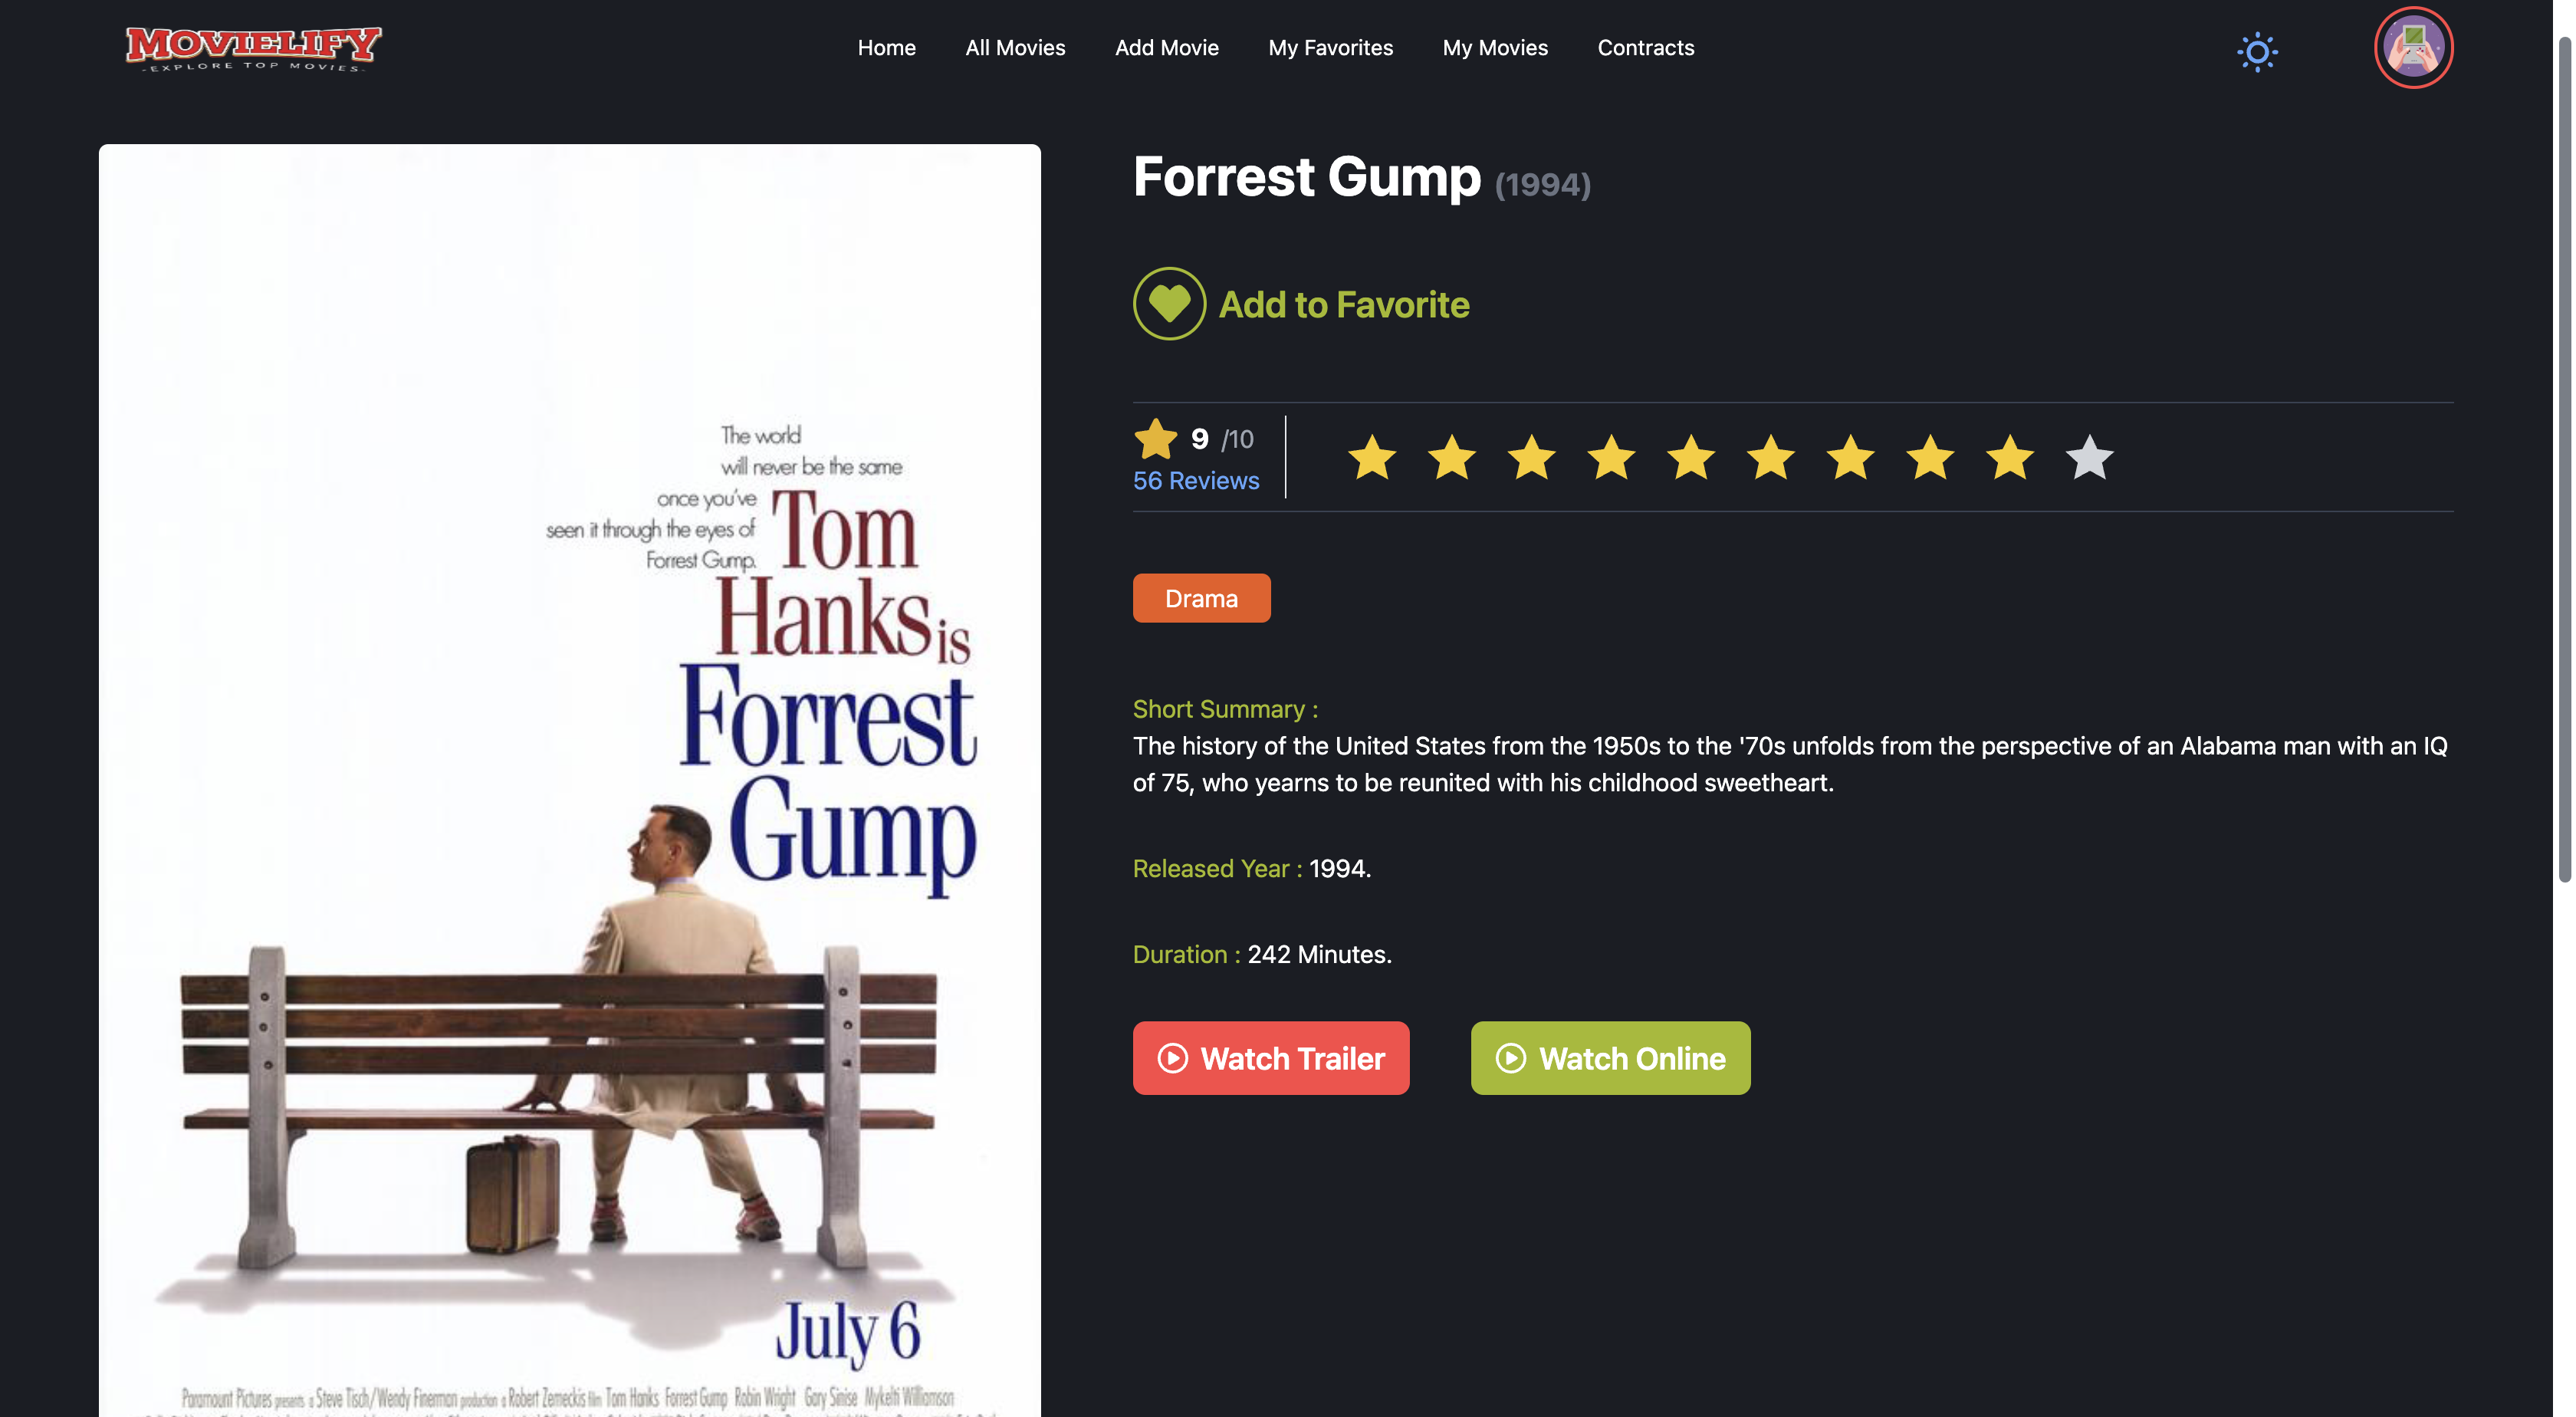 MOVIELIFY
-EXPLORE TOP MOVIES-
Home All Movies Add Movie My Favorites My Movies Contracts
The world
will never be the same
once you've
seen it through the eyes of
Forrest Gump.
Tom
Hanks is
Forrest
Gump
July 6
Paramount Pictures presents a Steve Tisch/Wendy Finerman production a Robert Zemeckis film Tom Hanks Forrest Gump Robin Wright Gary Sinise Mykelti Williamson
Forrest Gump (1994)
Add to Favorite
9 /10
56 Reviews
Drama
Short Summary :
The history of the United States from the 1950s to the '70s unfolds from the perspective of an Alabama man with an IQ
of 75, who yearns to be reunited with his childhood sweetheart.
Released Year : 1994.
Duration : 242 Minutes.
Watch Trailer Watch Online